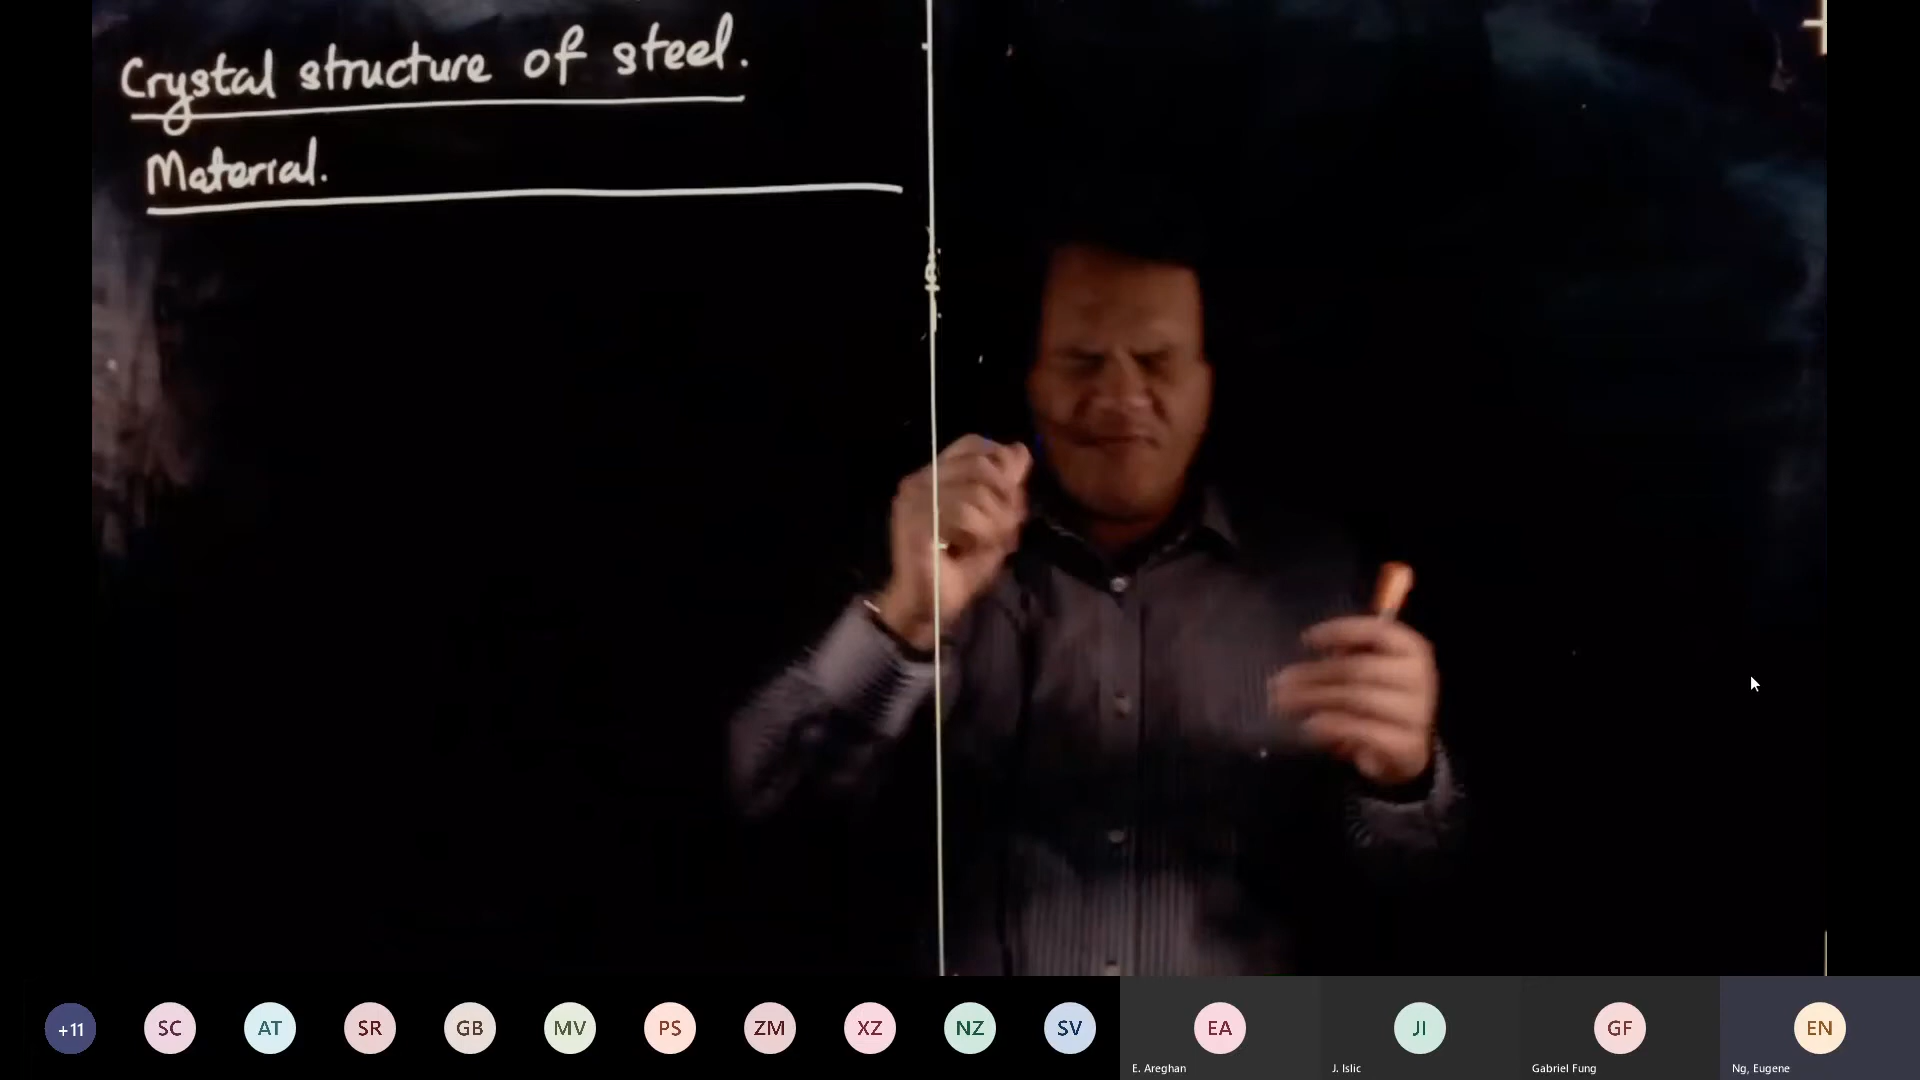 Crystal structure of steel.
Material.
+11
SC
AT
SR
GB
MV
PS
ZM
XZ
NZ
SV
EA
JI
GF
EN
E. Areghan
J. Islic
Gabriel Fung
Ng, Eugene